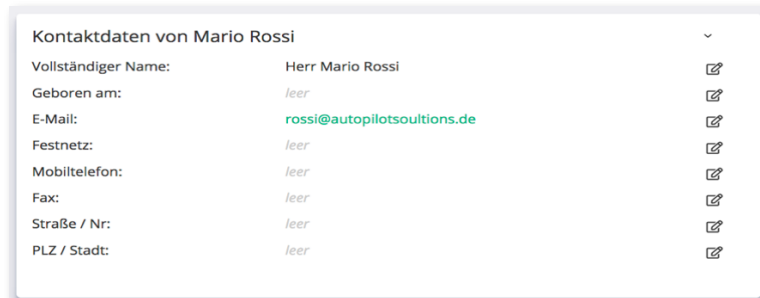 Kontaktdaten von Mario Rossi
Vollständiger Name: Herr Mario Rossi
Geboren am: leer
E-Mail: rossi@autopilotsoultions.de
Festnetz: leer
Mobiltelefon: leer
Fax: leer
Straße / Nr: leer
PLZ / Stadt: leer